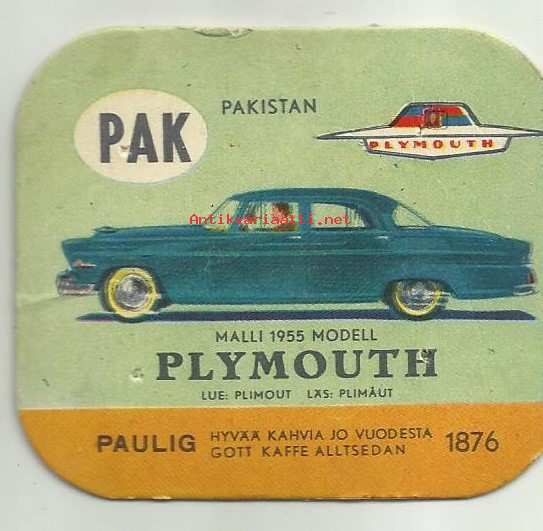 PAK
PAKISTAN
PLYMOUTH
Antikvariaatti.net
MALLI 1955 MODELL
PLYMOUTH
LUE: PLIMOUT LÄS: PLIMÅUT
PAULIG
HYVÄÄ KAHVIA JO VUODESTA
GOTT KAFFE ALLTSEDAN
1876